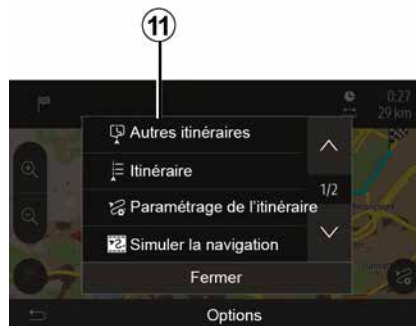 11
0:27
29 km
Autres itinéraires
Itinéraire
1/2
Paramétrage de l'itinéraire
Simuler la navigation
Fermer
Options